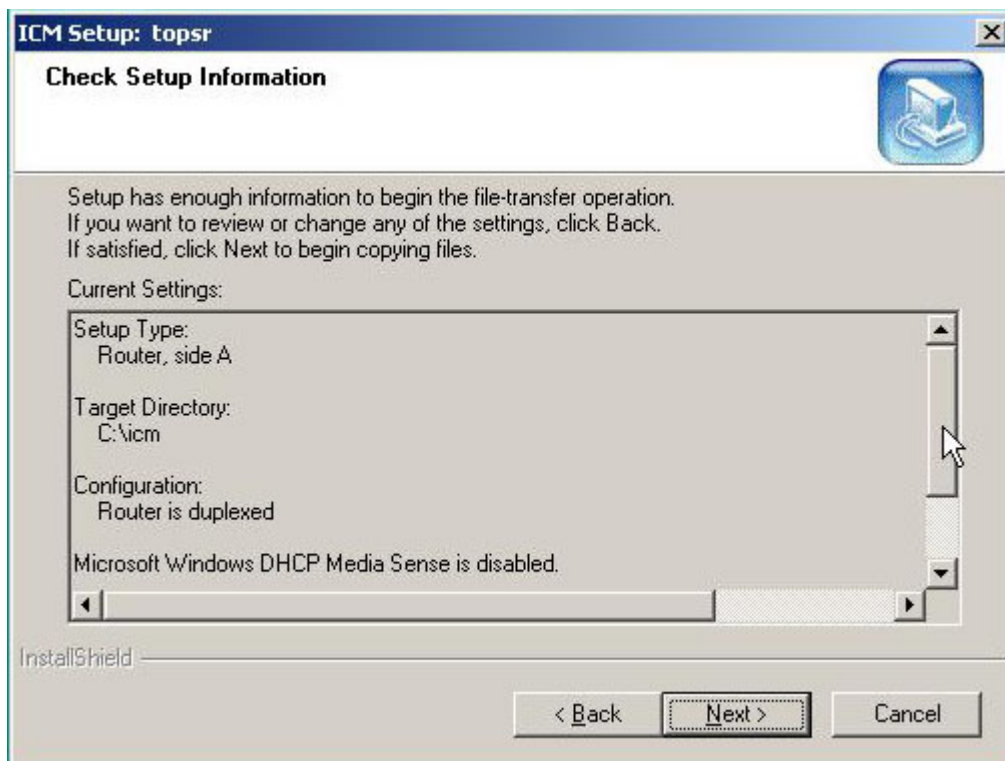 ICM Setup: topsr
Check Setup Information
Setup has enough information to begin the file-transfer operation.
If you want to review or change any of the settings, click Back.
If satisfied, click Next to begin copying files.
Current Settings:
Setup Type:
Router, side A
Target Directory:
C:\icm
Configuration:
Router is duplexed
Microsoft Windows DHCP Media Sense is disabled.
InstallShield
< Back
Next >
Cancel